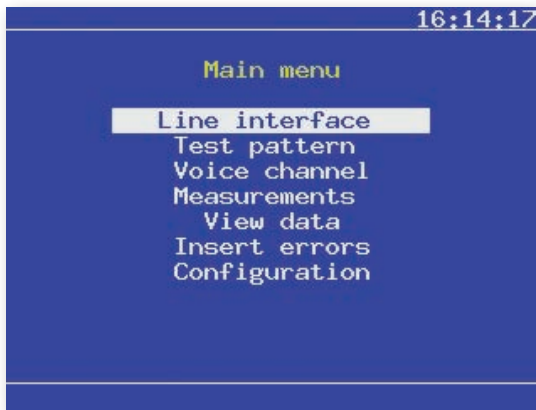 16:14:17
Main menu
Line interface
Test pattern
Voice channel
Measurements
View data
Insert errors
Configuration